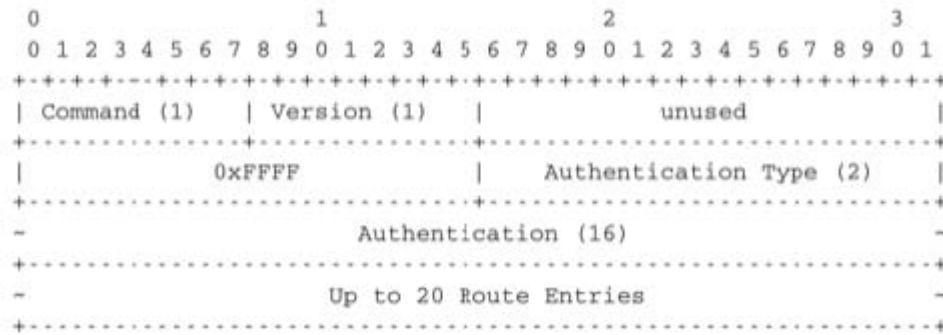 0 1 2 3
0 1 2 3 4 5 6 7 8 9 0 1 2 3 4 5 6 7 8 9 0 1 2 3 4 5 6 7 8 9 0 1
Command (1) | Version (1) | unused
0xFFFF | Authentication Type (2)
~ Authentication (16) ~
~ Up to 20 Route Entries ~